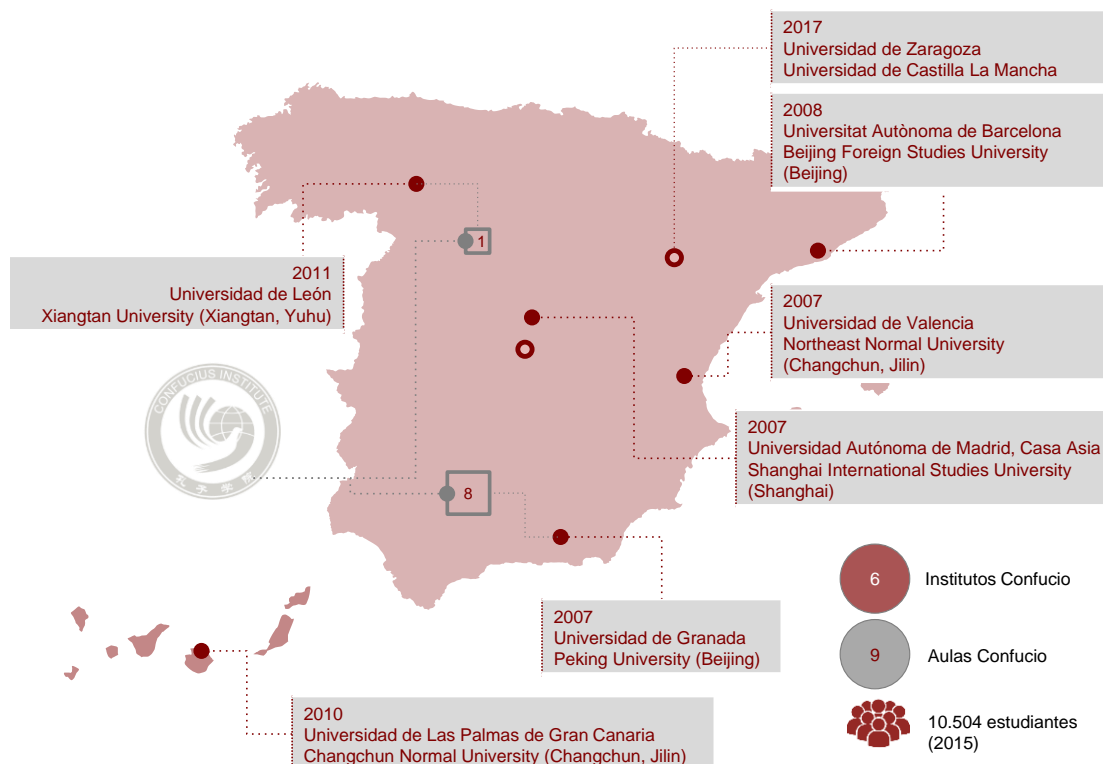 2017
Universidad de Zaragoza
Universidad de Castilla La Mancha
2008
Universitat Autònoma de Barcelona
Beijing Foreign Studies University
(Beijing)
1
2011
Universidad de León
Xiangtan University (Xiangtan, Yuhu)
2007
Universidad de Valencia
Northeast Normal University
(Changchun, Jilin)
CONFUCIUS INSTITUTE
孔子学院
2007
Universidad Autónoma de Madrid, Casa Asia
Shanghai International Studies University
(Shanghai)
8
6
Institutos Confucio
2007
Universidad de Granada
Peking University (Beijing)
9
Aulas Confucio
10.504 estudiantes
(2015)
2010
Universidad de Las Palmas de Gran Canaria
Changchun Normal University (Changchun, Jilin)